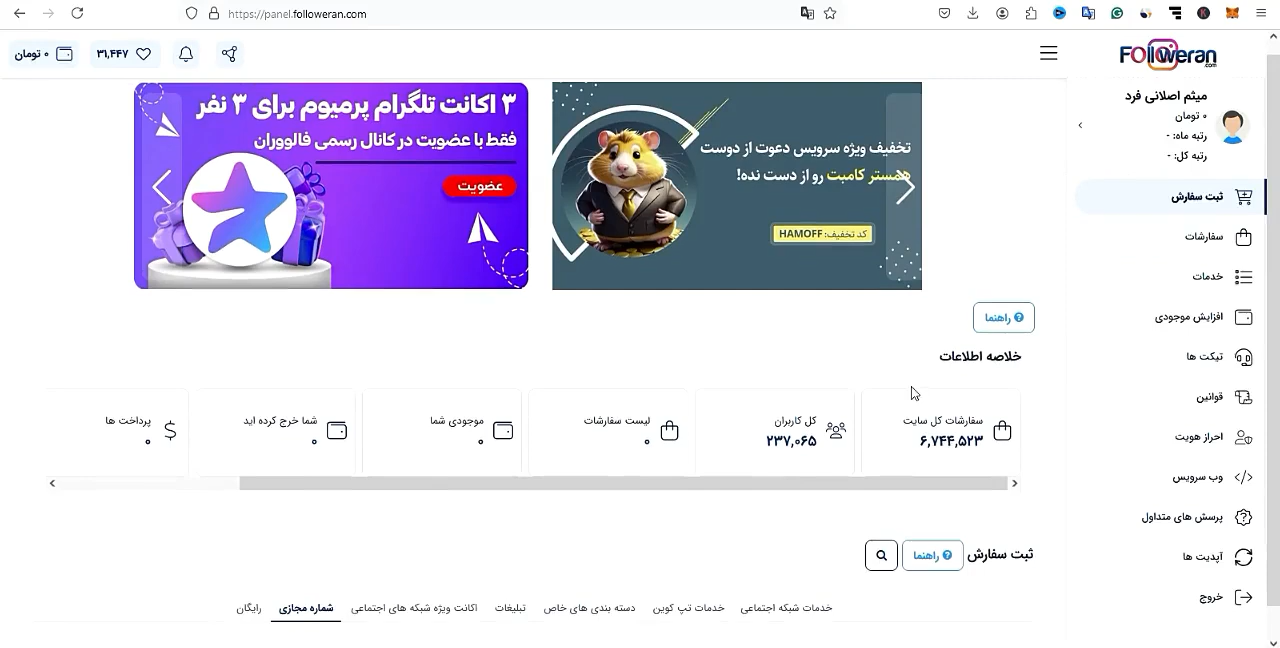 https://panel.followeran.com
۰ تومان
۳۱,۴۴۷
Followeran
.com
میثم اصلانی فرد
۰ تومان
رتبه ماه: -
رتبه کل: -
ثبت سفارش
سفارشات
خدمات
افزایش موجودی
تیکت ها
قوانین
احراز هویت
وب سرویس
پرسش های متداول
آپدیت ها
خروج
تخفیف ویژه سرویس دعوت از دوست
همستر کامبت رو از دست نده!
کد تخفیف: HAMOFF
۳ اکانت تلگرام پرمیوم برای ۳ نفر
فقط با عضویت در کانال رسمی فالووران
عضویت
راهنما
خلاصه اطلاعات
سفارشات کل سایت
۶,۷۴۴,۵۲۳
کل کاربران
۲۳۷,۰۶۵
لیست سفارشات
۰
موجودی شما
۰
شما خرج کرده اید
۰
پرداخت ها
۰
ثبت سفارش
راهنما
خدمات شبکه اجتماعی
خدمات تپ کوین
دسته بندی های خاص
تبلیغات
اکانت ویژه شبکه های اجتماعی
شماره مجازی
رایگان